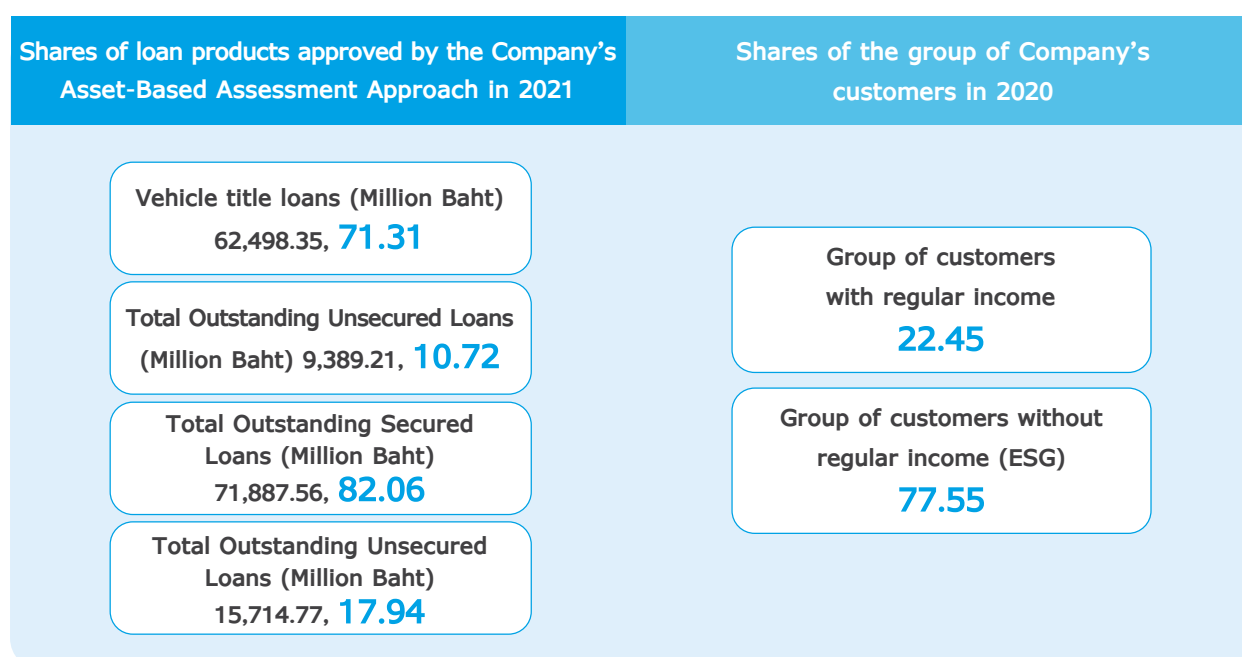 Shares of loan products approved by the Company's
Asset-Based Assessment Approach in 2021
Shares of the group of Company's
customers in 2020
Vehicle title loans (Million Baht)
62,498.35, 71.31
Total Outstanding Unsecured Loans
(Million Baht) 9,389.21, 10.72
Total Outstanding Secured
Loans (Million Baht)
71,887.56, 82.06
Total Outstanding Unsecured
Loans (Million Baht)
15,714.77, 17.94
Group of customers
with regular income
22.45
Group of customers without
regular income (ESG)
77.55